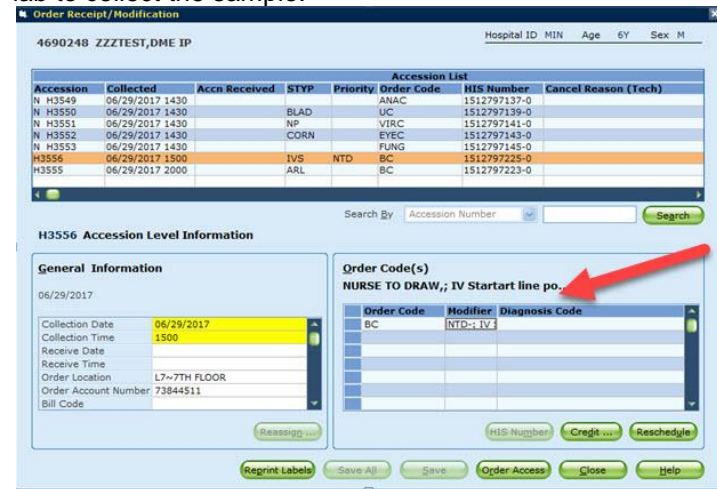 lab to collect the sample.
Order Receipt/Modification
4690248 ZZZTEST,DME IP Hospital ID MIN Age 6Y Sex M
Accession List
Accession Collected Accn Received STYP Priority Order Code HIS Number Cancel Reason (Tech)
N H3549 06/29/2017 1430 ANAC 1512797137-0
N H3550 06/29/2017 1430 BLAD UC 1512797139-0
N H3551 06/29/2017 1430 NP VIRC 1512797141-0
N H3552 06/29/2017 1430 CORN EYEC 1512797143-0
N H3553 06/29/2017 1430 FUNG 1512797145-0
H3556 06/29/2017 1500 IVS NTD BC 1512797225-0
H3555 06/29/2017 2000 ARL BC 1512797223-0
Search By Accession Number Search
H3556 Accession Level Information
General Information
06/29/2017
Collection Date 06/29/2017
Collection Time 1500
Receive Date
Receive Time
Order Location L7~7TH FLOOR
Order Account Number 73844511
Bill Code
Reassign ...
Order Code(s)
NURSE TO DRAW,; IV Startart line po...
Order Code Modifier Diagnosis Code
BC NTD-; IV
HIS Number Credit ... Reschedule
Reprint Labels Save All Save Order Access Close Help